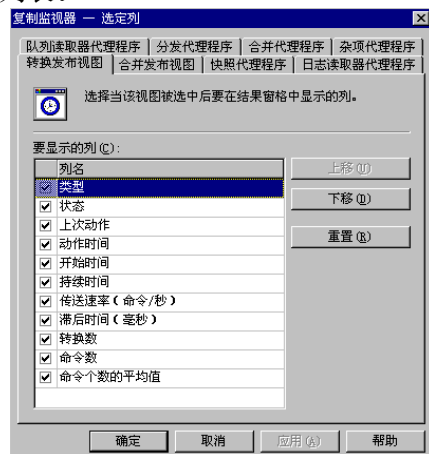 复制监视器 — 选定列
队列读取器代理程序 分发代理程序 合并代理程序 杂项代理程序
转换发布视图 合并发布视图 快照代理程序 日志读取器代理程序
选择当该视图被选中后要在结果窗格中显示的列。
要显示的列(C):
列名
类型
状态
上次动作
动作时间
开始时间
持续时间
传送速率(命令/秒)
滞后时间(毫秒)
转换数
命令数
命令个数的平均值
上移(U)
下移(D)
重置(R)
确定 取消 应用(A) 帮助